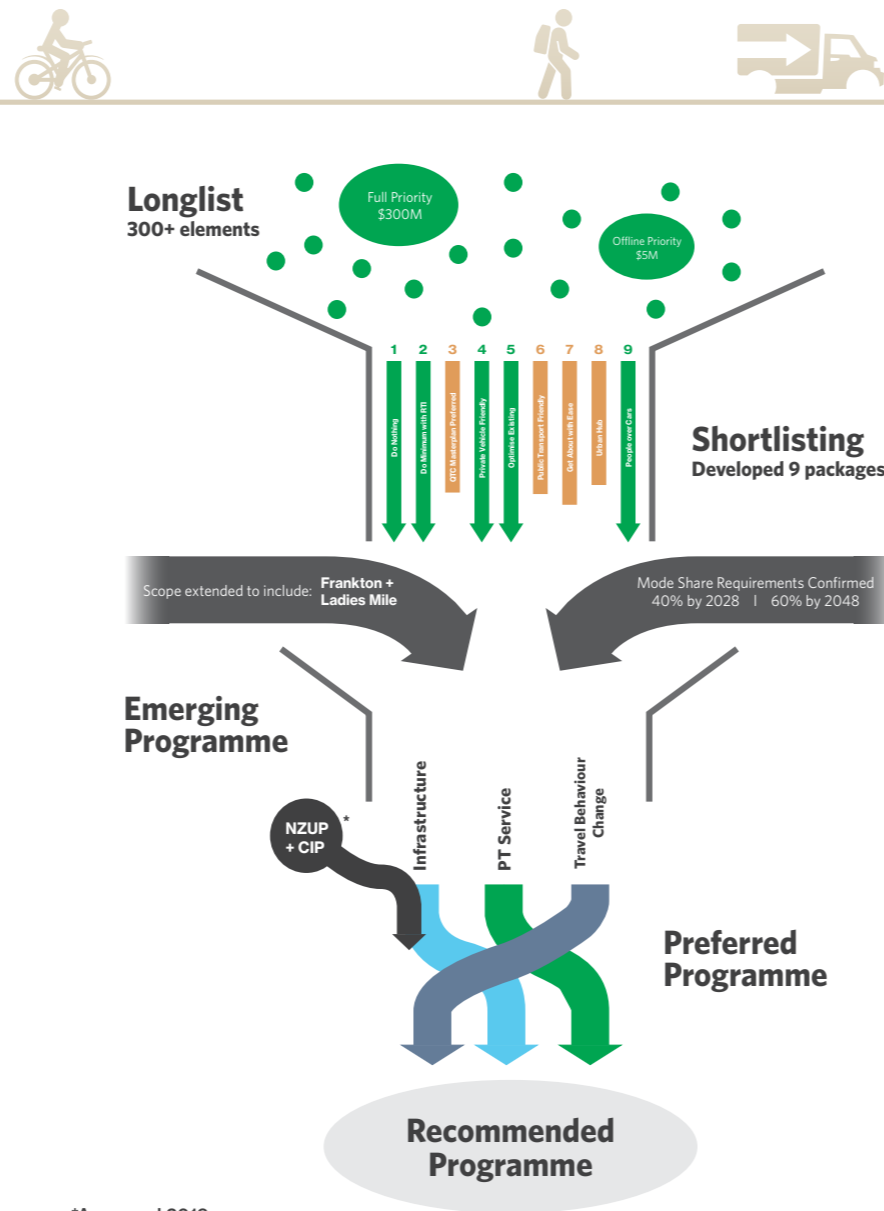 Longlist
300+ elements
Full Priority
$300M
Offline Priority
$5M
1
2
3
4
5
6
7
8
9
Do Nothing
Do Minimum with RTI
QTC Masterplan Preferred
Private Vehicle Friendly
Optimise Existing
Public Transport Friendly
Get About with Ease
Urban Hub
People over Cars
Shortlisting
Developed 9 packages
Scope extended to include:
Frankton +
Ladies Mile
Mode Share Requirements Confirmed
40% by 2028 | 60% by 2048
Emerging
Programme
NZUP
+ CIP
*
Infrastructure
PT Service
Travel Behaviour
Change
Preferred
Programme
Recommended
Programme